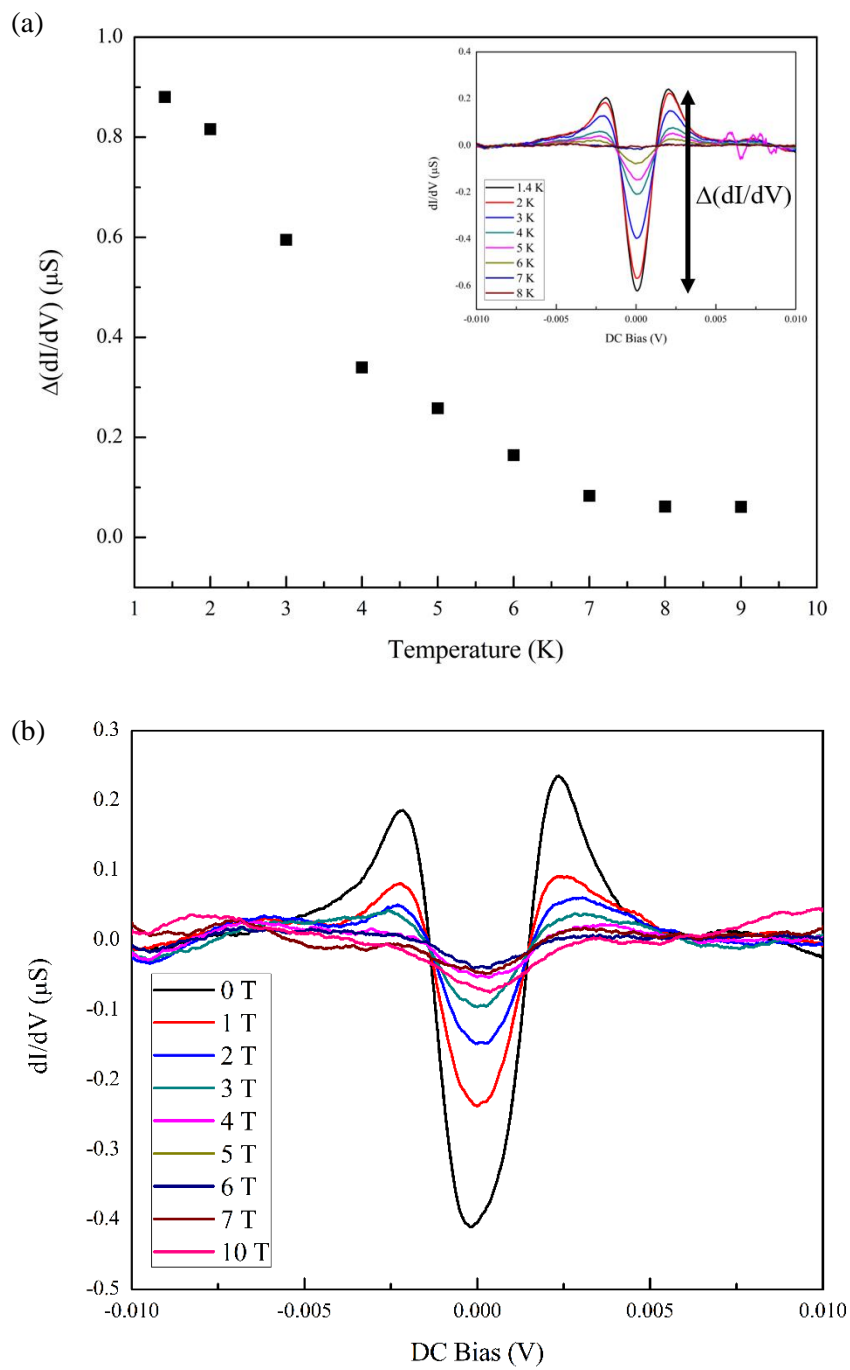 (a)
1.0
0.8
0.6
0.4
0.2
0.0
Δ(dI/dV) (μS)
1 2 3 4 5 6 7 8 9 10
Temperature (K)
0.4
0.2
0.0
-0.2
-0.4
-0.6
dI/dV (μS)
1.4 K
2 K
3 K
4 K
5 K
6 K
7 K
8 K
Δ(dI/dV)
-0.010 -0.005 0.000 0.005 0.010
DC Bias (V)
(b)
0.3
0.2
0.1
0.0
-0.1
-0.2
-0.3
-0.4
-0.5
dI/dV (μS)
0 T
1 T
2 T
3 T
4 T
5 T
6 T
7 T
10 T
-0.010 -0.005 0.000 0.005 0.010
DC Bias (V)